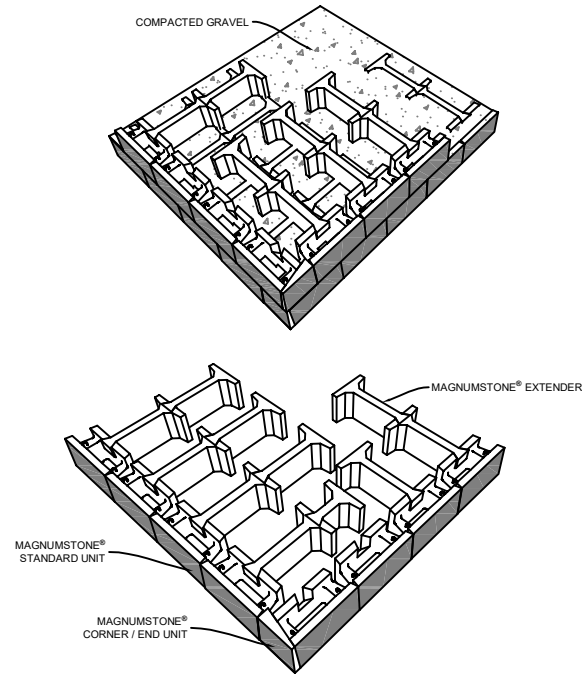 COMPACTED GRAVEL
MAGNUMSTONE® EXTENDER
MAGNUMSTONE®
STANDARD UNIT
MAGNUMSTONE®
CORNER / END UNIT